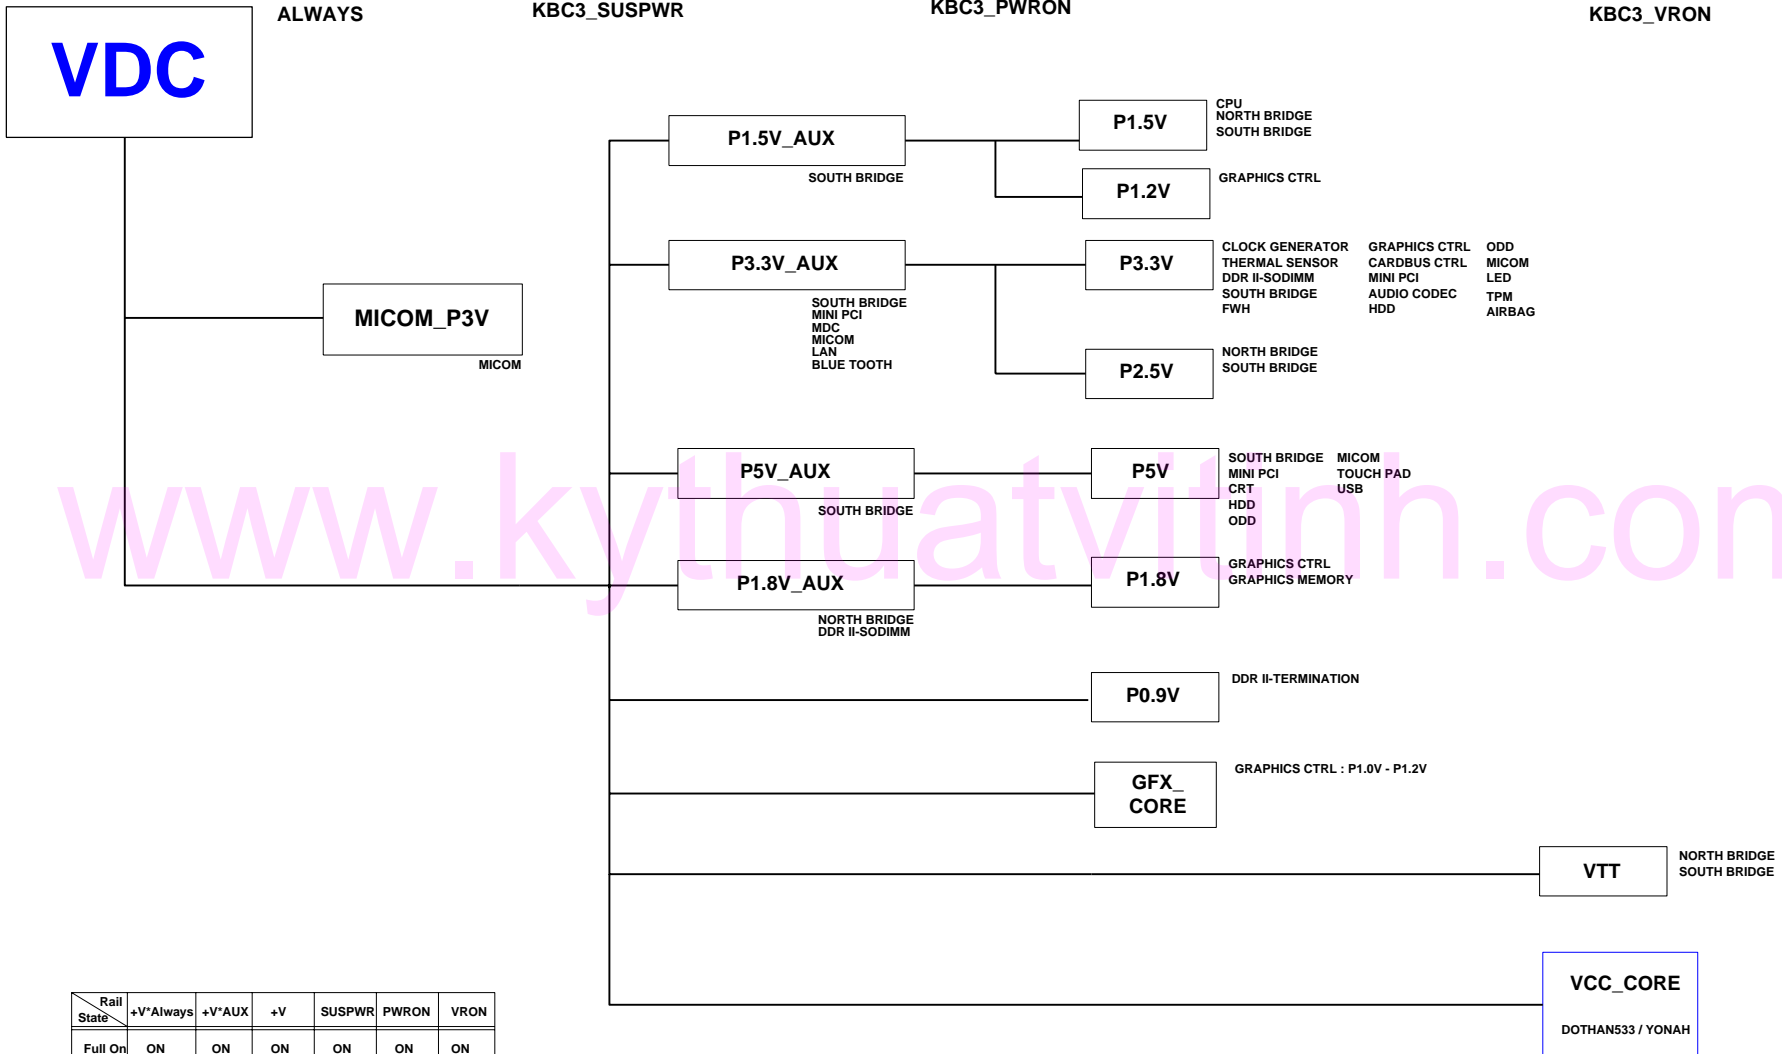 ALWAYS
KBC3_SUSPWR
KBC3_PWRON
KBC3_VRON
VDC
P1.5V_AUX
SOUTH BRIDGE
P1.5V
CPU
NORTH BRIDGE
SOUTH BRIDGE
P1.2V
GRAPHICS CTRL
MICOM_P3V
MICOM
P3.3V_AUX
SOUTH BRIDGE
MINI PCI
MDC
MICOM
LAN
BLUE TOOTH
P3.3V
CLOCK GENERATOR GRAPHICS CTRL ODD
THERMAL SENSOR CARDBUS CTRL MICOM
DDR II-SODIMM MINI PCI LED
SOUTH BRIDGE AUDIO CODEC TPM
FWH HDD AIRBAG
P2.5V
NORTH BRIDGE
SOUTH BRIDGE
P5V_AUX
SOUTH BRIDGE
P5V
SOUTH BRIDGE MICOM
MINI PCI TOUCH PAD
CRT USB
HDD
ODD
www.kythuatvitinh.com
P1.8V_AUX
NORTH BRIDGE
DDR II-SODIMM
P1.8V
GRAPHICS CTRL
GRAPHICS MEMORY
P0.9V
DDR II-TERMINATION
GFX_
CORE
GRAPHICS CTRL : P1.0V - P1.2V
VTT
NORTH BRIDGE
SOUTH BRIDGE
VCC_CORE
DOTHAN533 / YONAH
Rail
State +V*Always +V*AUX +V SUSPWR PWRON VRON
Full On ON ON ON ON ON ON